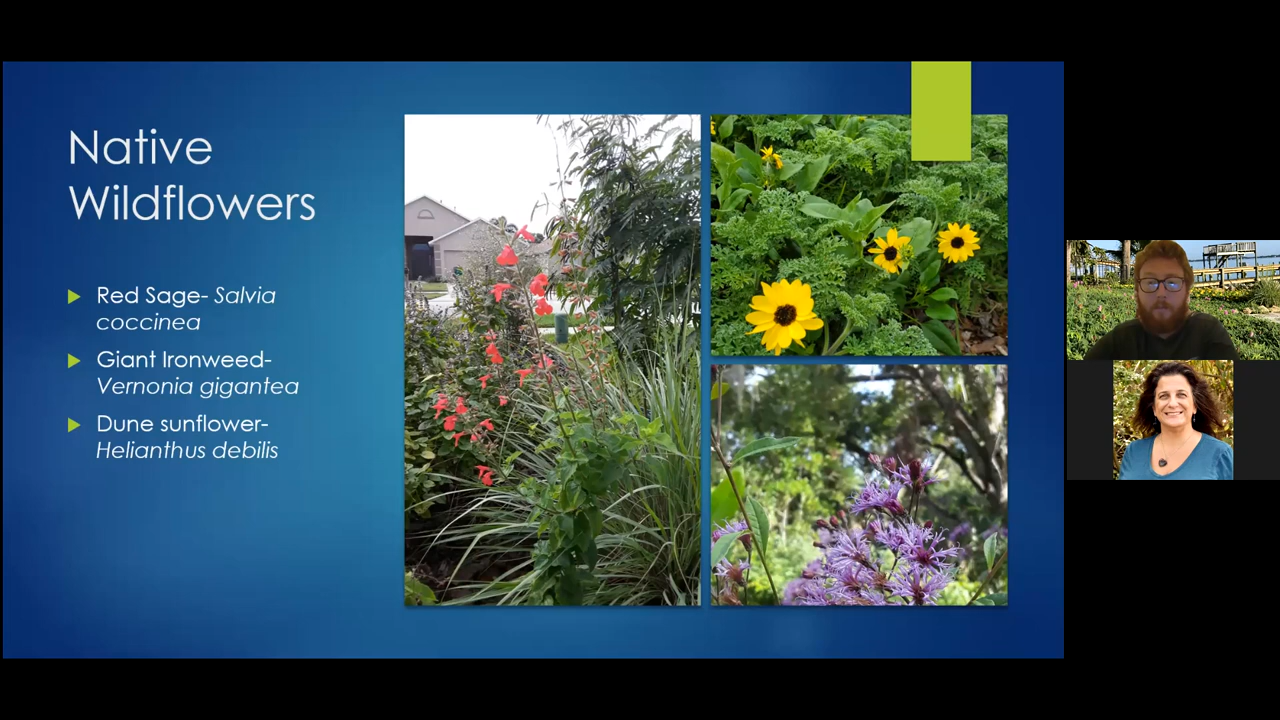 Native
Wildflowers
Red Sage- Salvia
coccinea
Giant Ironweed-
Vernonia gigantea
Dune sunflower-
Helianthus debilis